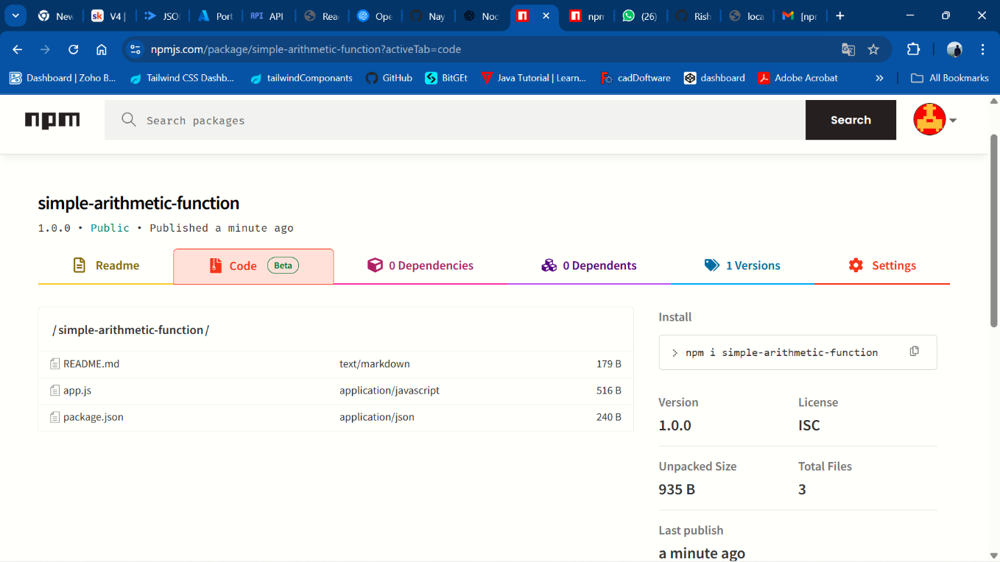 New
V4 |
JSO
Port
API API
Rea
Ope
Nay
Nod
npm
(26)
Rish
loca
[npr
npmjs.com/package/simple-arithmetic-function?activeTab=code
Dashboard | Zoho B...
Tailwind CSS Dashb...
tailwindComponants
GitHub
BitGEt
Java Tutorial | Learn...
cadDoftware
dashboard
Adobe Acrobat
All Bookmarks
npm
Search packages
Search
simple-arithmetic-function
1.0.0 • Public • Published a minute ago
Readme
Code Beta
0 Dependencies
0 Dependents
1 Versions
Settings
/simple-arithmetic-function/
README.md text/markdown 179 B
app.js application/javascript 516 B
package.json application/json 240 B
Install
npm i simple-arithmetic-function
Version License
1.0.0 ISC
Unpacked Size Total Files
935 B 3
Last publish
a minute ago